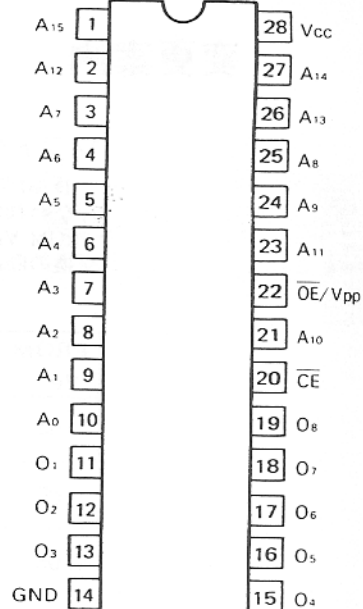 A₁₅ 1 28 Vcc
A₁₂ 2 27 A₁₄
A₇ 3 26 A₁₃
A₆ 4 25 A₈
A₅ 5 24 A₉
A₄ 6 23 A₁₁
A₃ 7 22 O̅E̅/Vpp
A₂ 8 21 A₁₀
A₁ 9 20 C̅E̅
A₀ 10 19 O₈
O₁ 11 18 O₇
O₂ 12 17 O₆
O₃ 13 16 O₅
GND 14 15 O₄